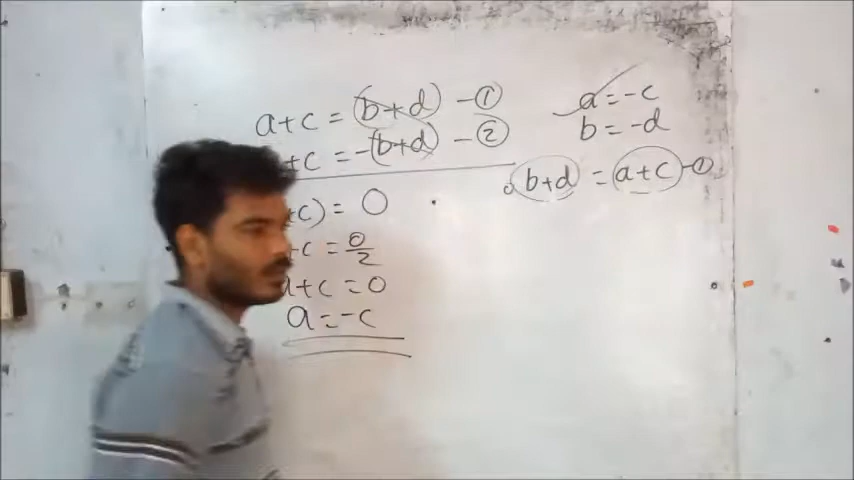 a+c = (b+d) -①
+c = -(b+d) -②
+c) = 0
+c = 0/2
a+c = 0
a = -c
a = -c
b = -d
b+d = a+c -①